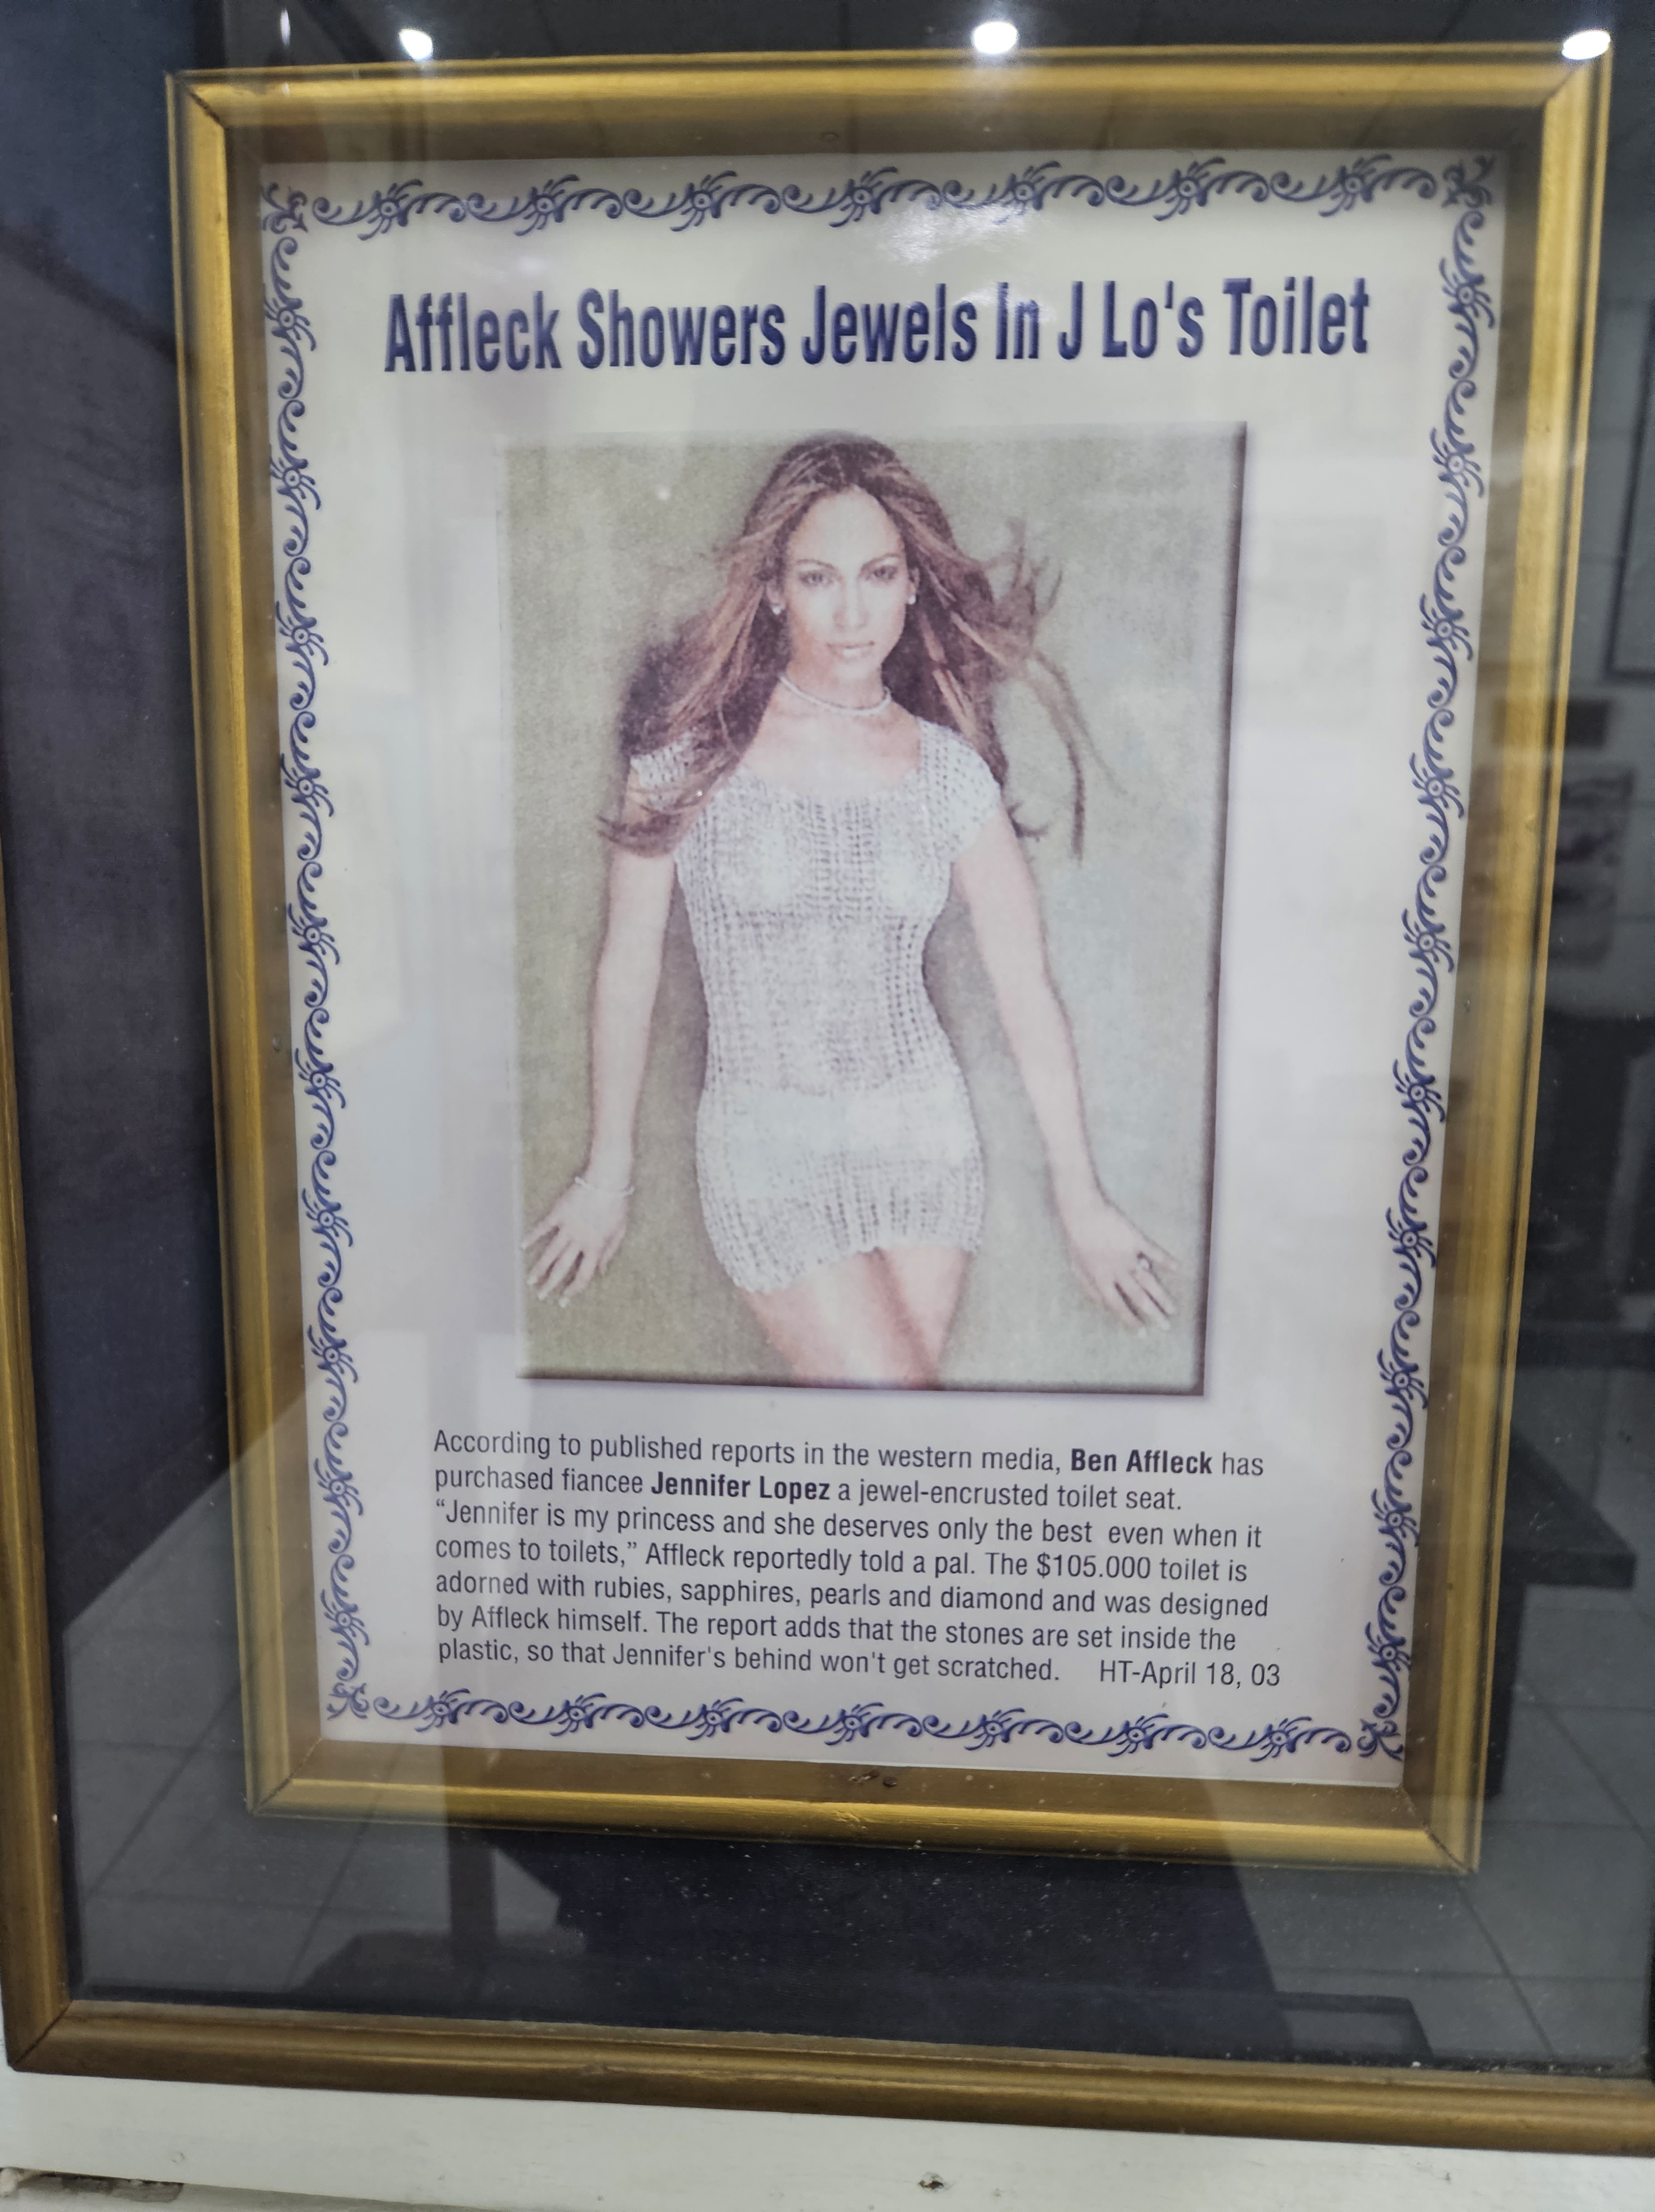 Affleck Showers Jewels In J Lo's Toilet
According to published reports in the western media, Ben Affleck has
purchased fiancee Jennifer Lopez a jewel-encrusted toilet seat.
“Jennifer is my princess and she deserves only the best even when it
comes to toilets,” Affleck reportedly told a pal. The $105.000 toilet is
adorned with rubies, sapphires, pearls and diamond and was designed
by Affleck himself. The report adds that the stones are set inside the
plastic, so that Jennifer's behind won't get scratched. HT-April 18, 03